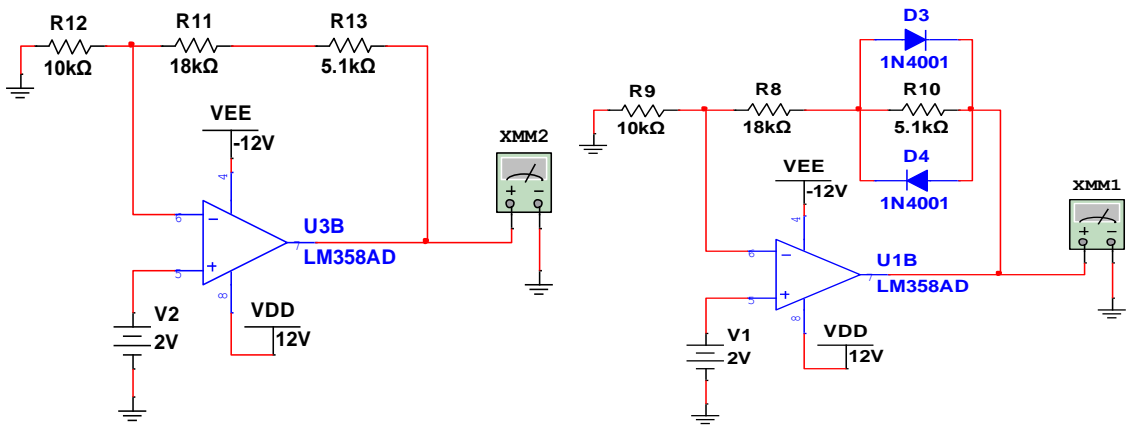 R12
10kΩ
R11
18kΩ
R13
5.1kΩ
VEE
-12V
4
6
5
7
8
U3B
LM358AD
XMM2
V2
2V
VDD
12V
D3
1N4001
R9
10kΩ
R8
18kΩ
R10
5.1kΩ
D4
1N4001
VEE
-12V
4
6
5
7
8
U1B
LM358AD
XMM1
V1
2V
VDD
12V